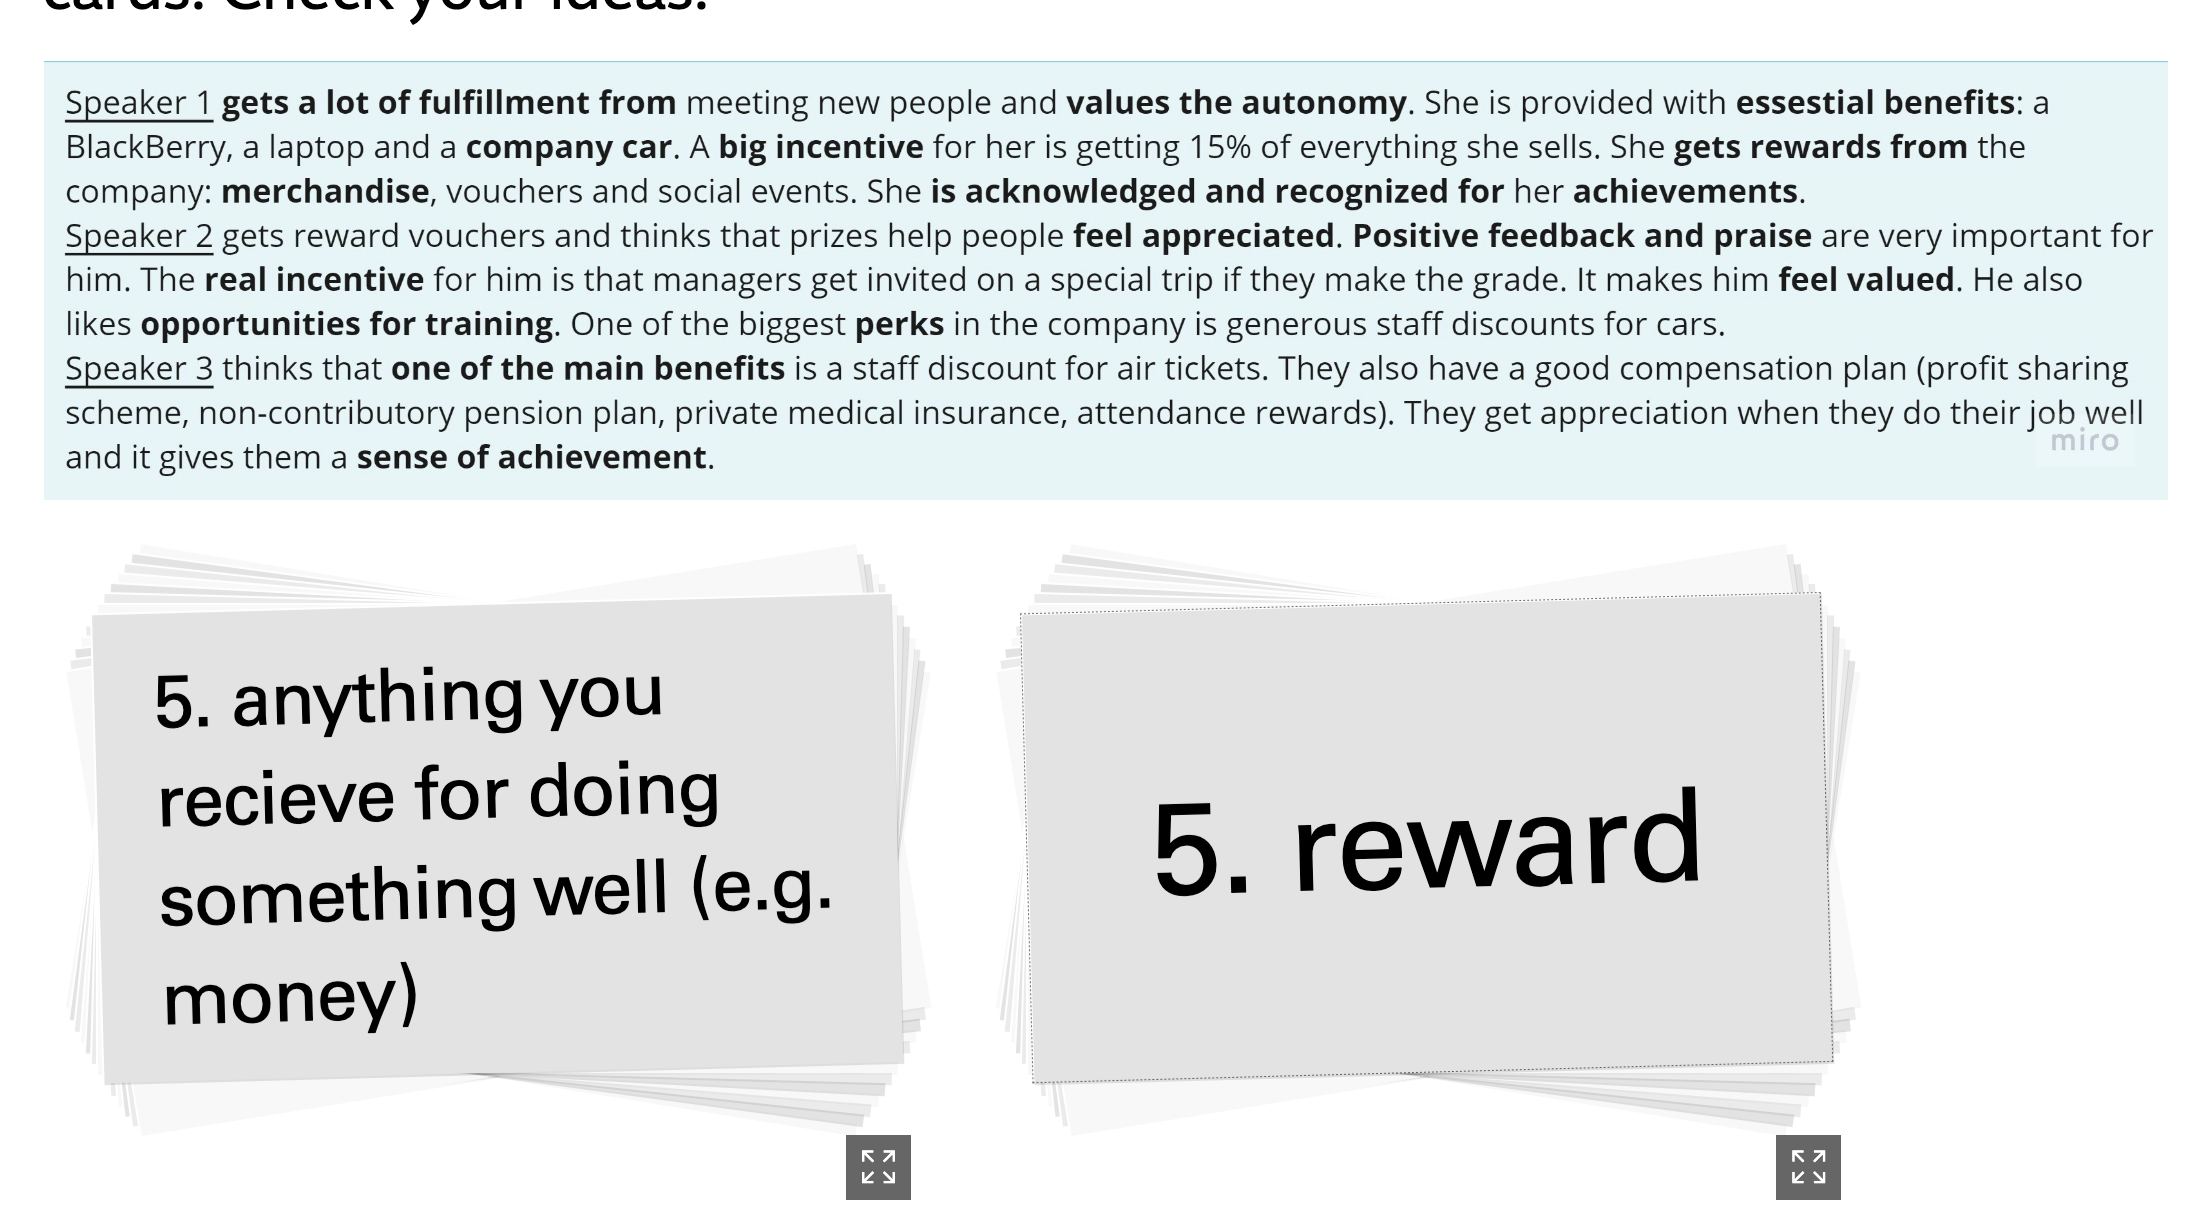 cards. Check your ideas.
Speaker 1 gets a lot of fulfillment from meeting new people and values the autonomy. She is provided with essestial benefits: a
BlackBerry, a laptop and a company car. A big incentive for her is getting 15% of everything she sells. She gets rewards from the
company: merchandise, vouchers and social events. She is acknowledged and recognized for her achievements.
Speaker 2 gets reward vouchers and thinks that prizes help people feel appreciated. Positive feedback and praise are very important for
him. The real incentive for him is that managers get invited on a special trip if they make the grade. It makes him feel valued. He also
likes opportunities for training. One of the biggest perks in the company is generous staff discounts for cars.
Speaker 3 thinks that one of the main benefits is a staff discount for air tickets. They also have a good compensation plan (profit sharing
scheme, non-contributory pension plan, private medical insurance, attendance rewards). They get appreciation when they do their job well
and it gives them a sense of achievement.
miro
5. anything you
recieve for doing
something well (e.g.
money)
5. reward